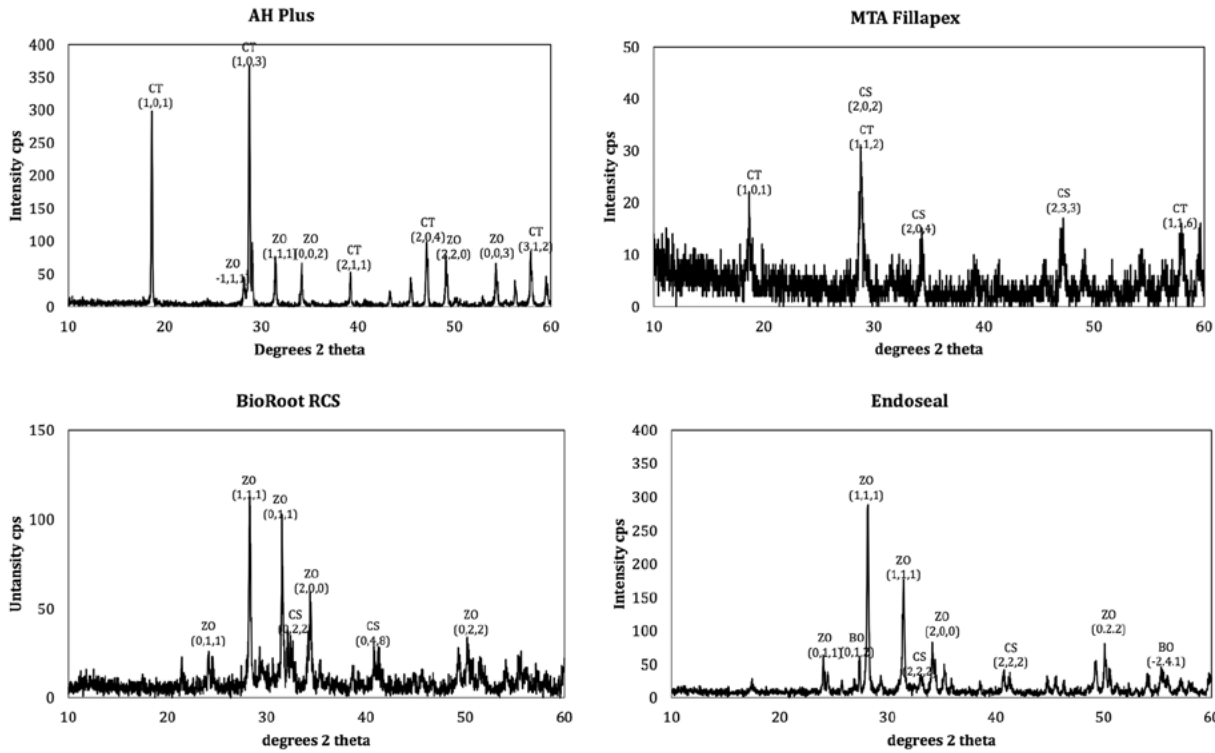 AH Plus
Intensity cps
400
350
300
250
200
150
100
50
0
CT
(1,0,1)
CT
(1,0,3)
ZO
-1,1,1
ZO
(1,1,1)
ZO
(0,0,2)
CT
(2,1,1)
CT
(2,0,4)
ZO
(2,2,0)
ZO
(0,0,3)
CT
(3,1,2)
10 20 30 40 50 60
Degrees 2 theta
MTA Fillapex
Intensity cps
50
40
30
20
10
0
CT
(1,0,1)
CS
(2,0,2)
CT
(1,1,2)
CS
(2,0,4)
CS
(2,3,3)
CT
(1,1,6)
10 20 30 40 50 60
degrees 2 theta
BioRoot RCS
Untansity cps
150
100
50
0
ZO
(0,1,1)
ZO
(1,1,1)
ZO
(0,1,1)
CS
(0,2,2)
ZO
(2,0,0)
CS
(0,4,8)
ZO
(0,2,2)
10 20 30 40 50 60
degrees 2 theta
Endoseal
Intensity cps
400
350
300
250
200
150
100
50
0
ZO
(0,1,1)
BO
(0,1,2)
ZO
(1,1,1)
ZO
(1,1,1)
CS
(2,2,2)
ZO
(2,0,0)
CS
(2,2,2)
ZO
(0,2,2)
BO
(-2,4,1)
10 20 30 40 50 60
degrees 2 theta